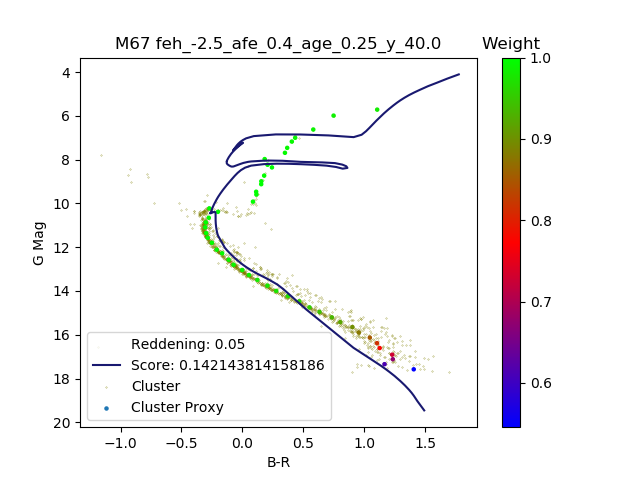 M67 feh_-2.5_afe_0.4_age_0.25_y_40.0
Weight
4
6
8
10
12
14
16
18
20
G Mag
−1.0
−0.5
0.0
0.5
1.0
1.5
B-R
Reddening: 0.05
Score: 0.142143814158186
Cluster
Cluster Proxy
1.0
0.9
0.8
0.7
0.6